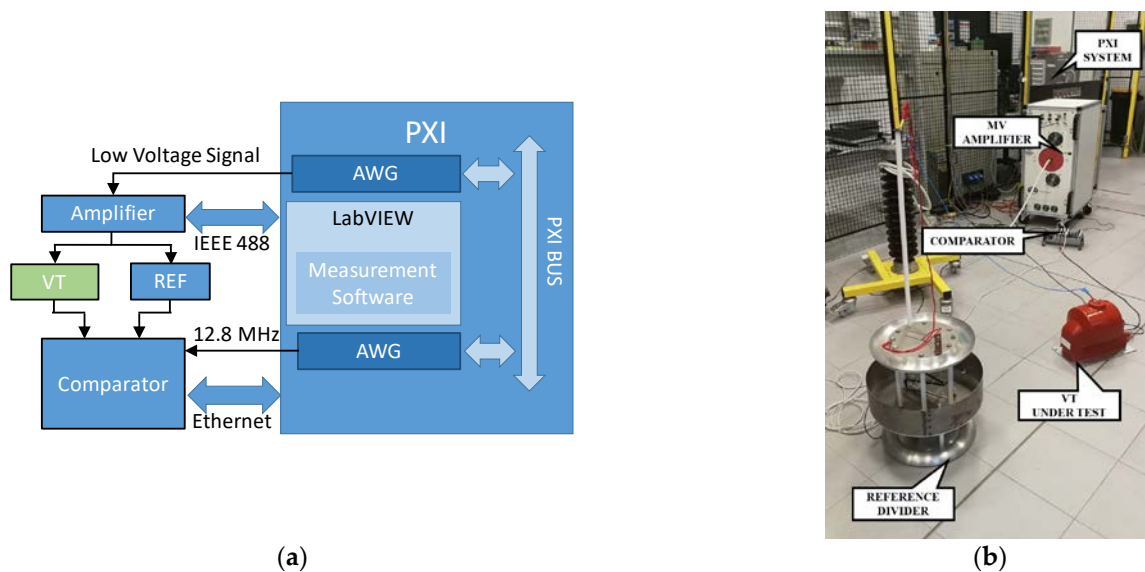 PXI
Low Voltage Signal
AWG
Amplifier
IEEE 488
LabVIEW
Measurement
Software
PXI BUS
VT
REF
12.8 MHz
AWG
Comparator
Ethernet
(a)
PXI
SYSTEM
MV
AMPLIFIER
COMPARATOR
VT
UNDER TEST
REFERENCE
DIVIDER
(b)